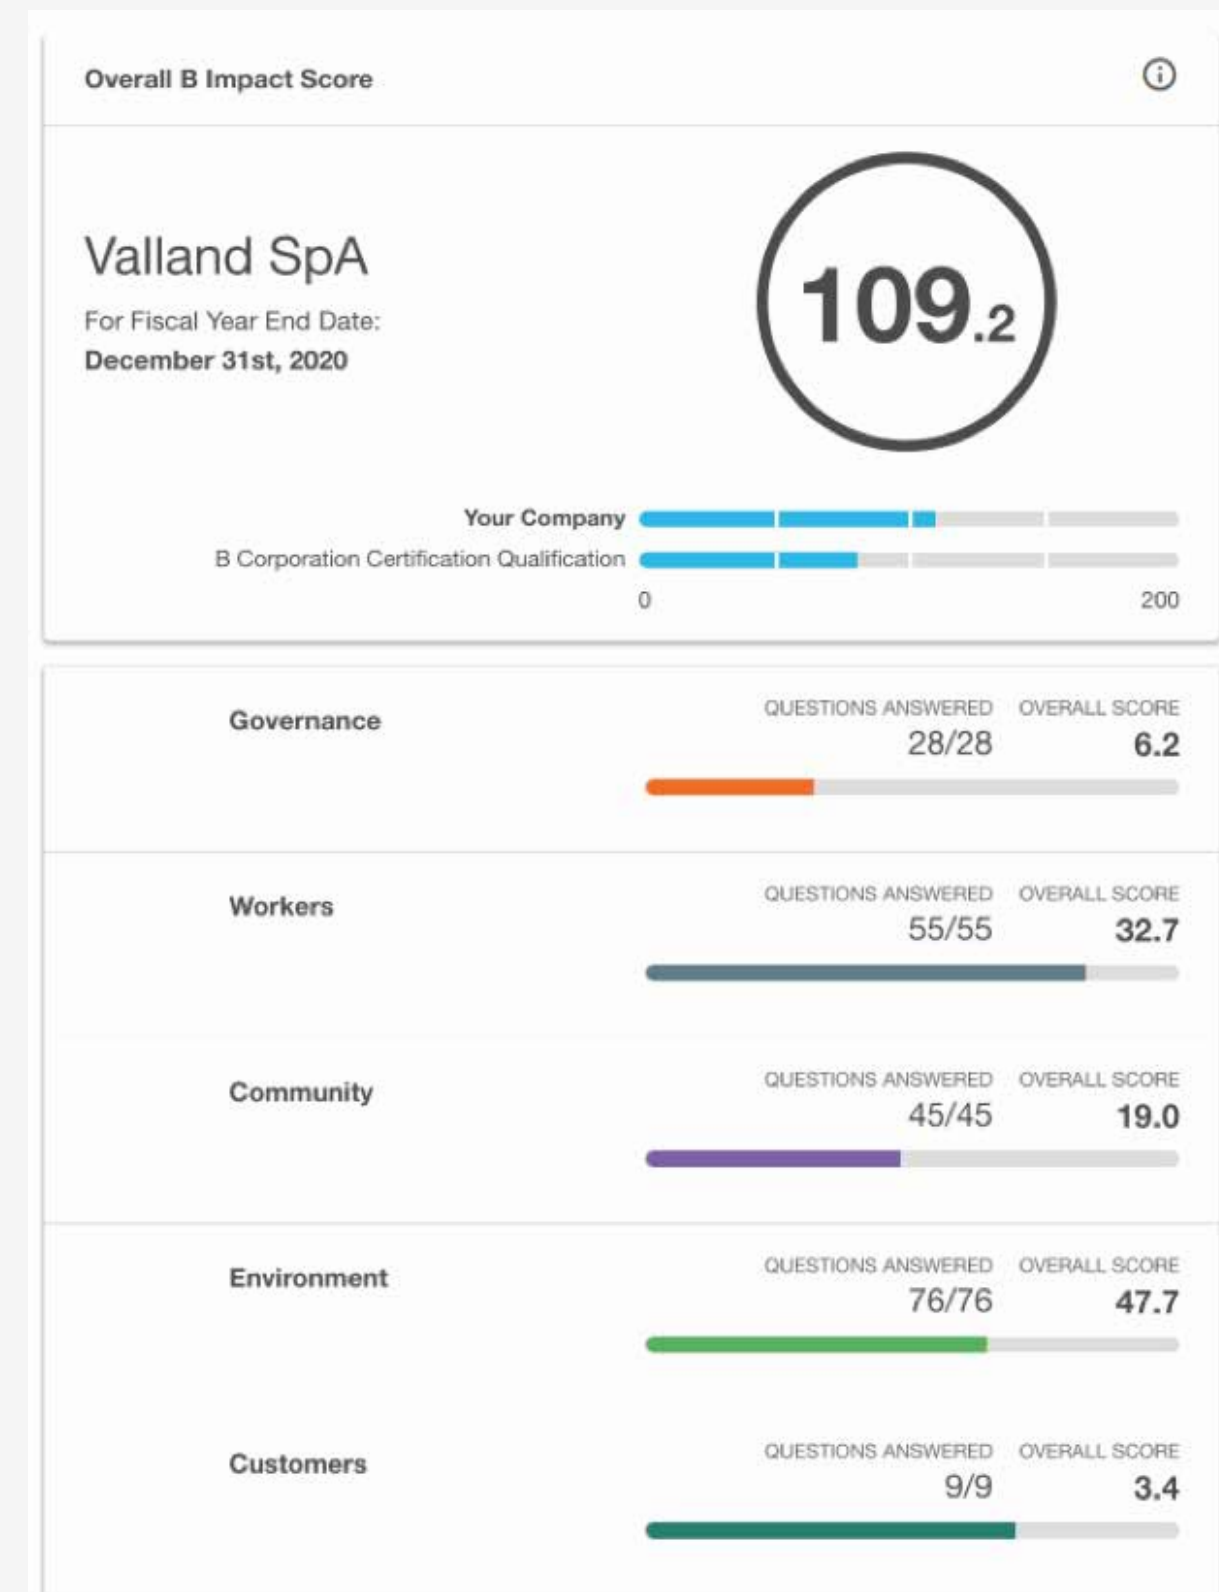 Overall B Impact Score
Valland SpA
For Fiscal Year End Date:
December 31st, 2020
109.2
Your Company
B Corporation Certification Qualification
0 200
Governance
QUESTIONS ANSWERED OVERALL SCORE
28/28 6.2
Workers
QUESTIONS ANSWERED OVERALL SCORE
55/55 32.7
Community
QUESTIONS ANSWERED OVERALL SCORE
45/45 19.0
Environment
QUESTIONS ANSWERED OVERALL SCORE
76/76 47.7
Customers
QUESTIONS ANSWERED OVERALL SCORE
9/9 3.4